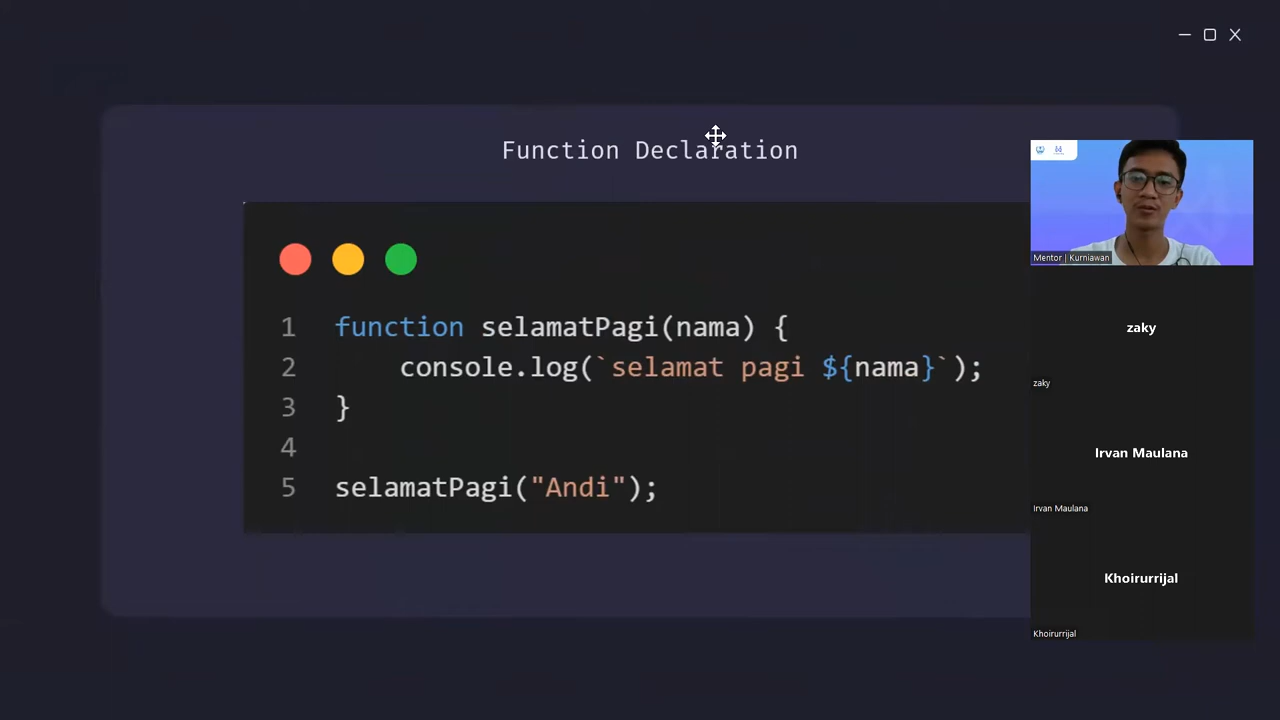 Function Declaration
1 function selamatPagi(nama) {
2 console.log(`selamat pagi ${nama}`);
3 }
4
5 selamatPagi("Andi");
Mentor | Kurniawan
zaky
zaky
Irvan Maulana
Irvan Maulana
Khoirurrijal
Khoirurrijal